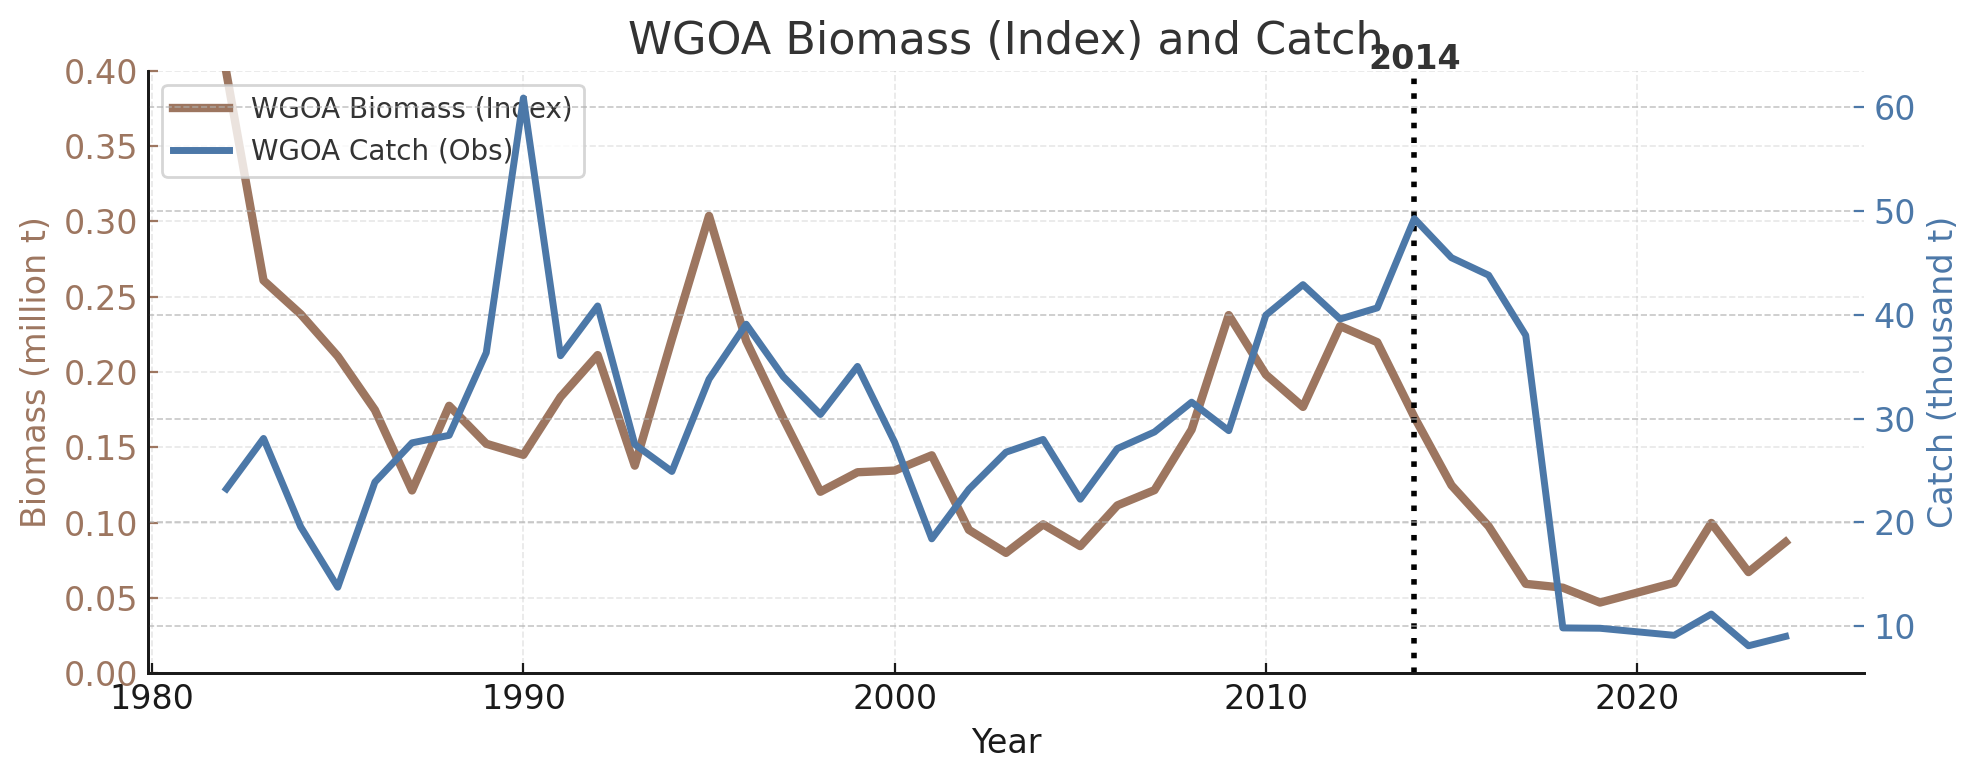 WGOA Biomass (Index) and Catch
2014
WGOA Biomass (Index)
WGOA Catch (Obs)
Biomass (million t)
0.40
0.35
0.30
0.25
0.20
0.15
0.10
0.05
0.00
60
50
40
30
20
10
Catch (thousand t)
1980 1990 2000 2010 2020
Year